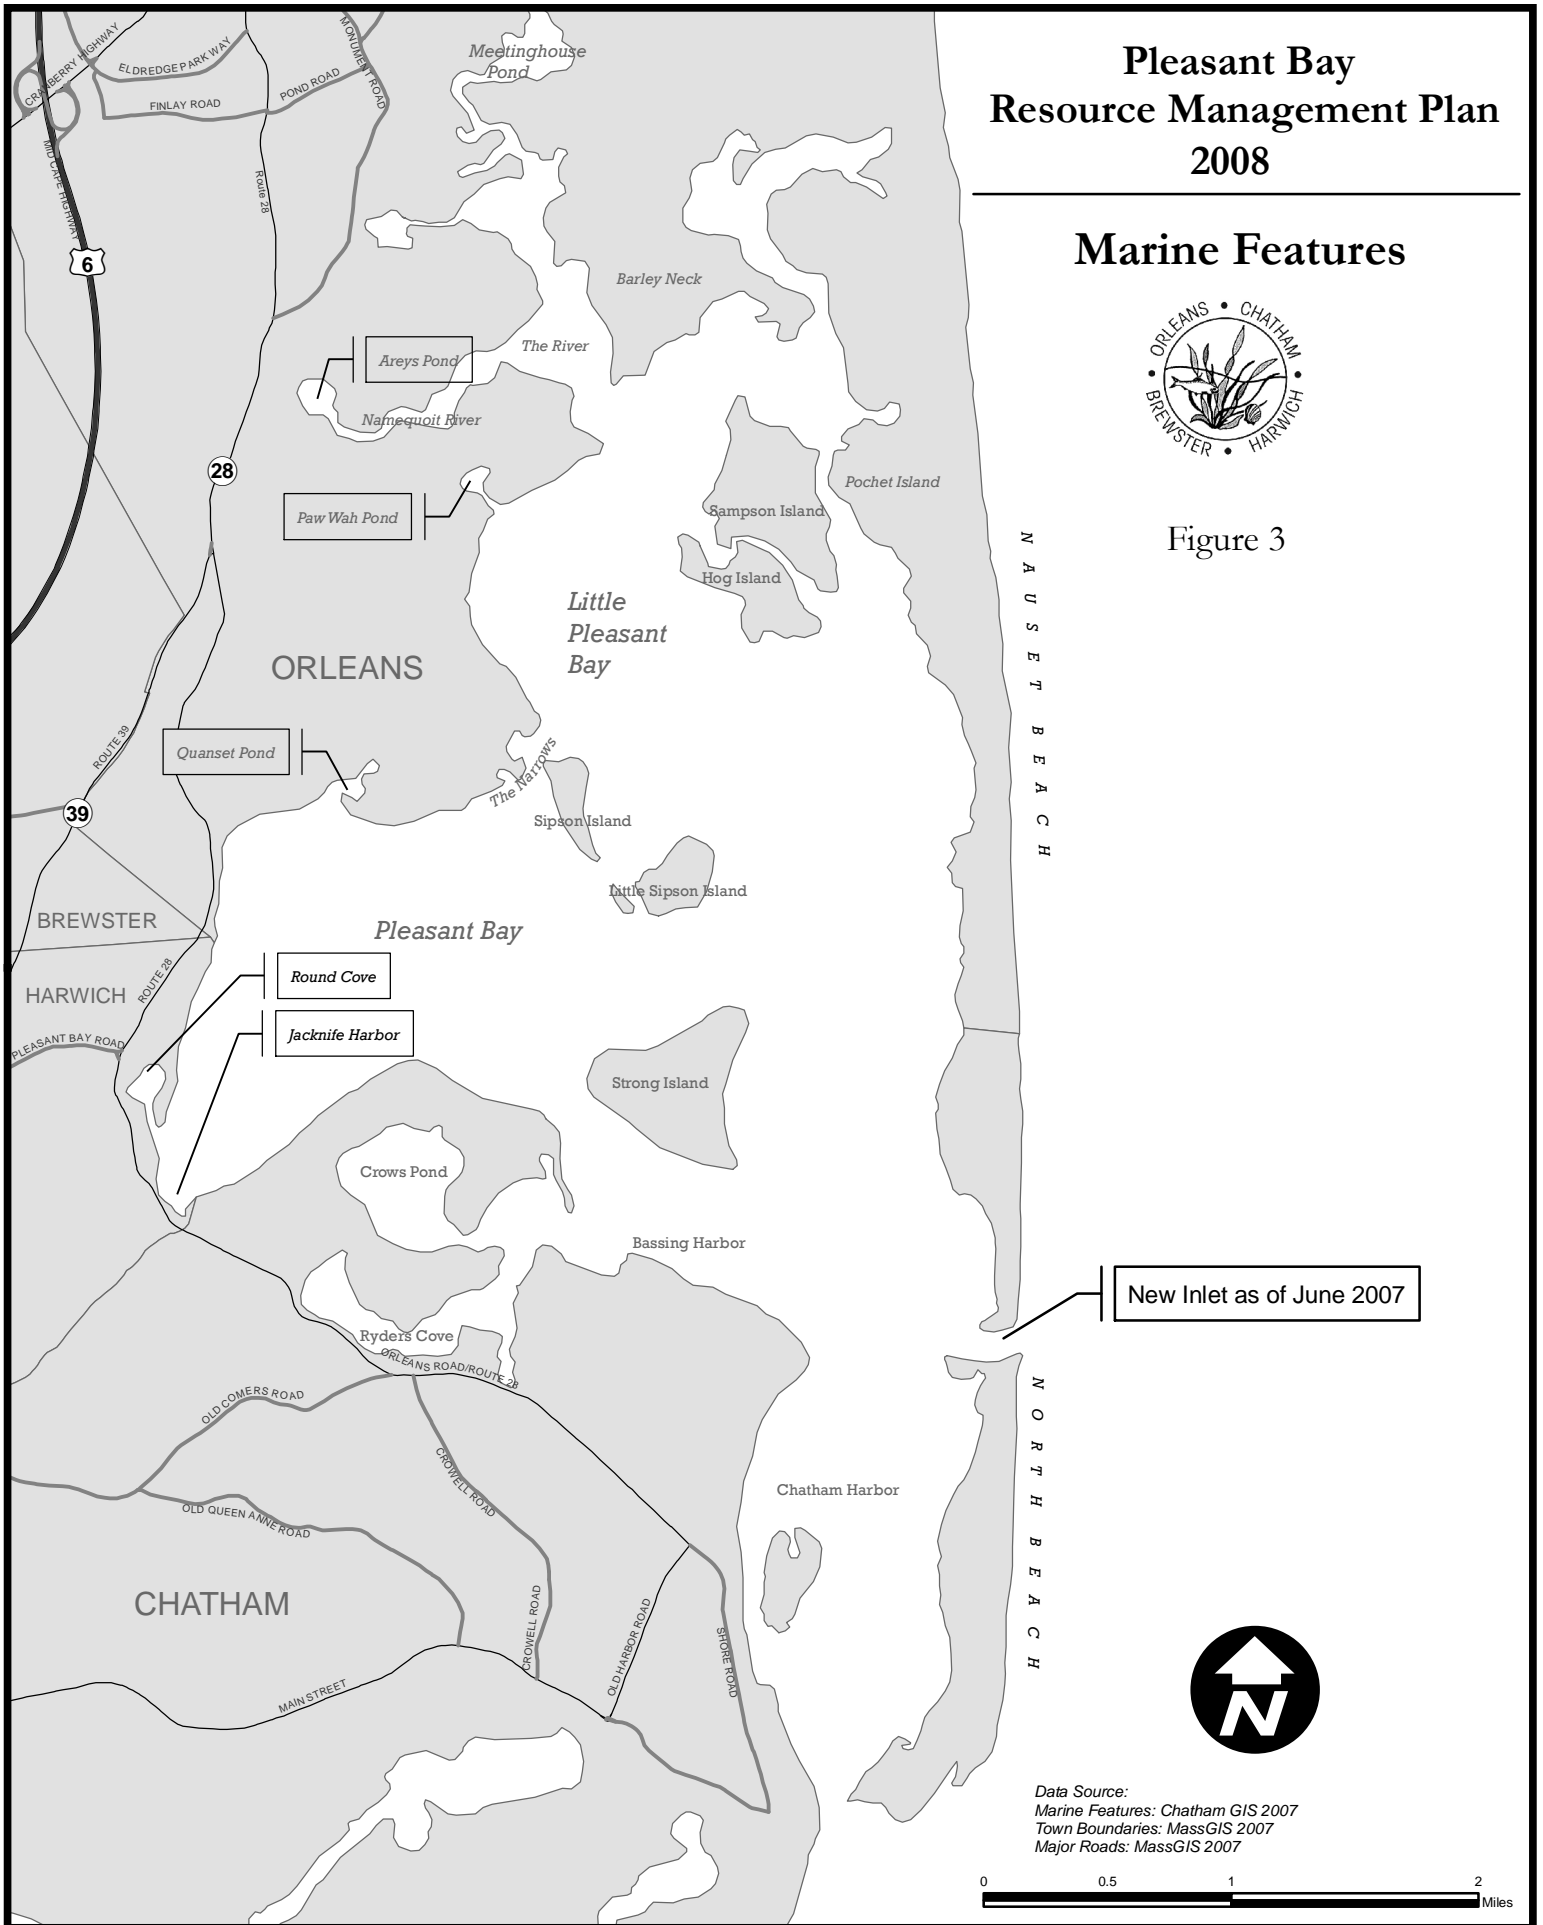 Pleasant Bay
Resource Management Plan
2008
Marine Features
ORLEANS • CHATHAM • HARWICH • BREWSTER •
Figure 3
CRANBERRY HIGHWAY
ELDREDGE PARK WAY
FINLAY ROAD
POND ROAD
MONUMENT ROAD
MID CAPE HIGHWAY
Route 28
6
Meetinghouse
Pond
Barley Neck
The River
Areys Pond
Namequoit River
28
Paw Wah Pond
Pochet Island
Sampson Island
Hog Island
Little
Pleasant
Bay
NAUSET BEACH
ORLEANS
ROUTE 39
Quanset Pond
The Narrows
39
Sipson Island
Little Sipson Island
BREWSTER
Pleasant Bay
ROUTE 28
Round Cove
HARWICH
Jacknife Harbor
PLEASANT BAY ROAD
Strong Island
Crows Pond
Bassing Harbor
New Inlet as of June 2007
Ryders Cove
ORLEANS ROAD/ROUTE 28
OLD COMERS ROAD
NORTH BEACH
CROWELL ROAD
Chatham Harbor
OLD QUEEN ANNE ROAD
CHATHAM
CROWELL ROAD
OLD HARBOR ROAD
SHORE ROAD
MAIN STREET
N
Data Source:
Marine Features: Chatham GIS 2007
Town Boundaries: MassGIS 2007
Major Roads: MassGIS 2007
0 0.5 1 2
Miles